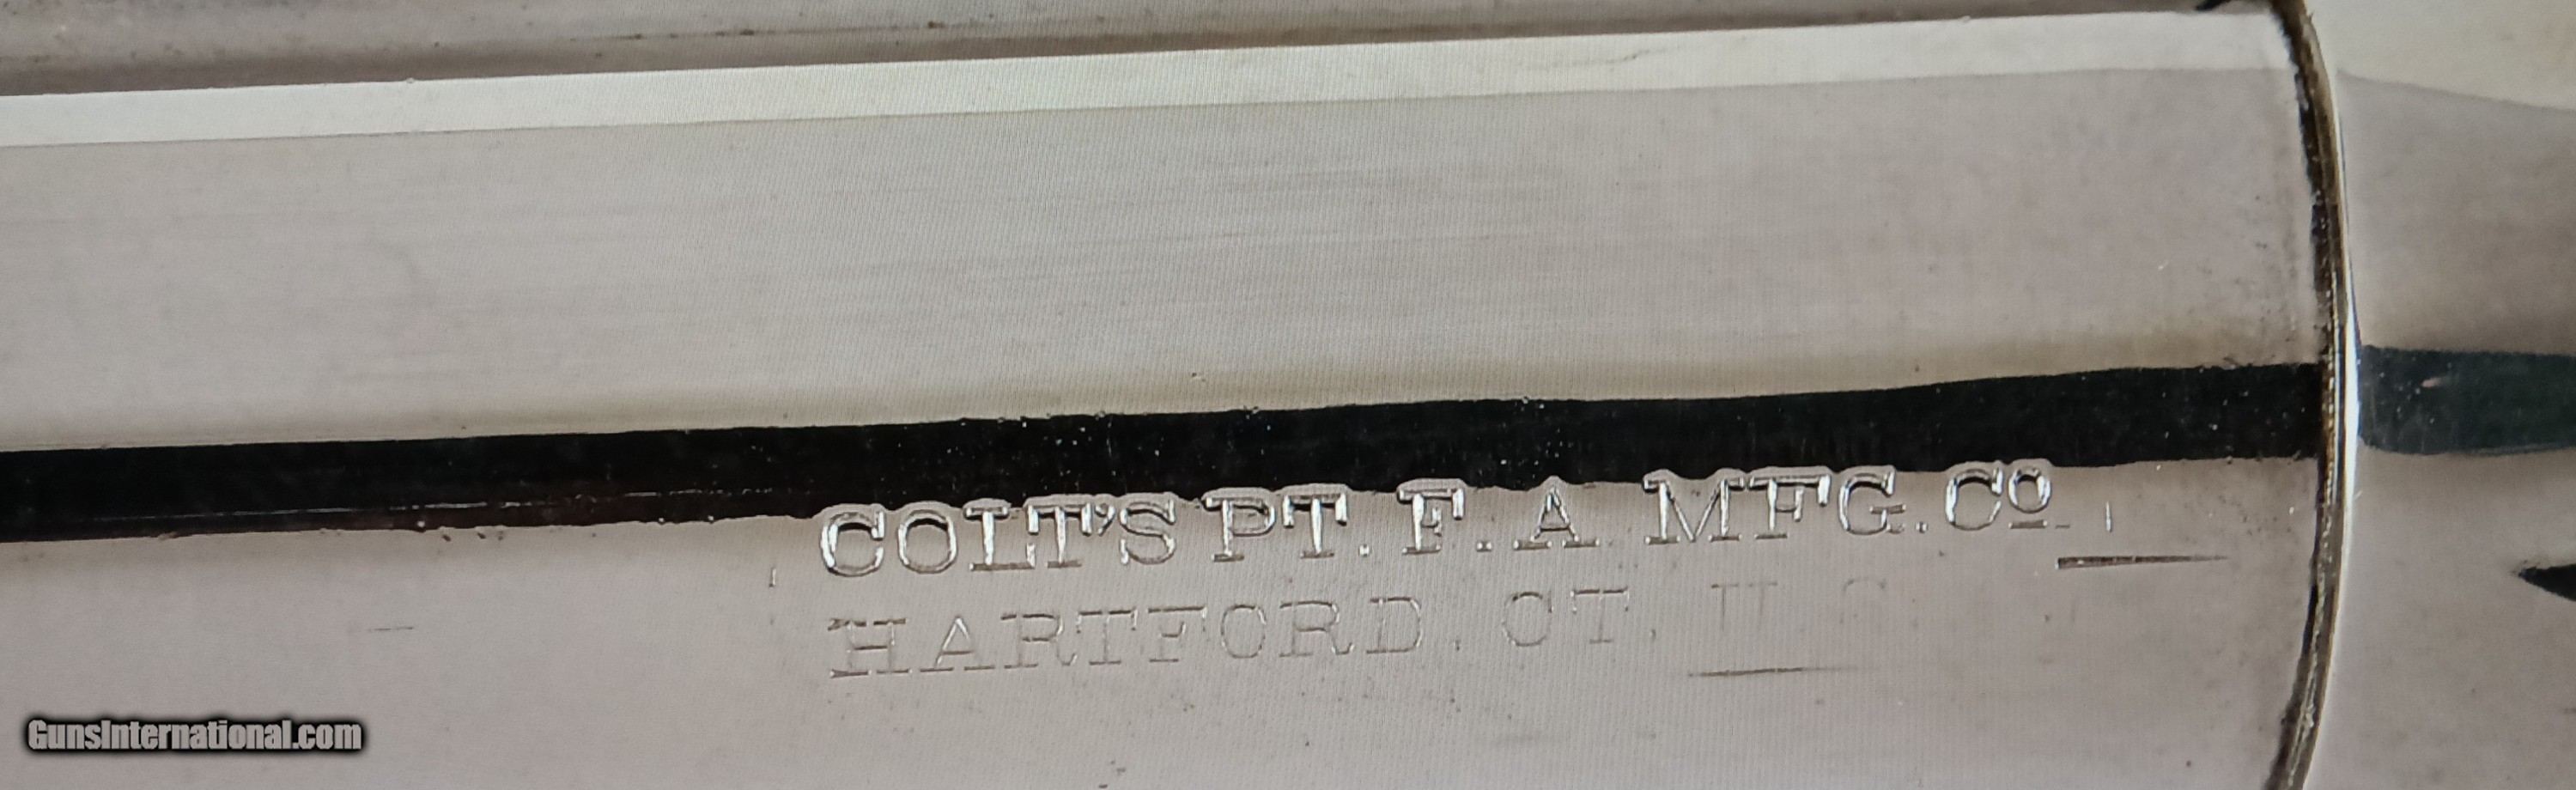 COLT'S PT. F. A. MFG. Cº
HARTFORD. CT. U.S.
GunsInternational.com